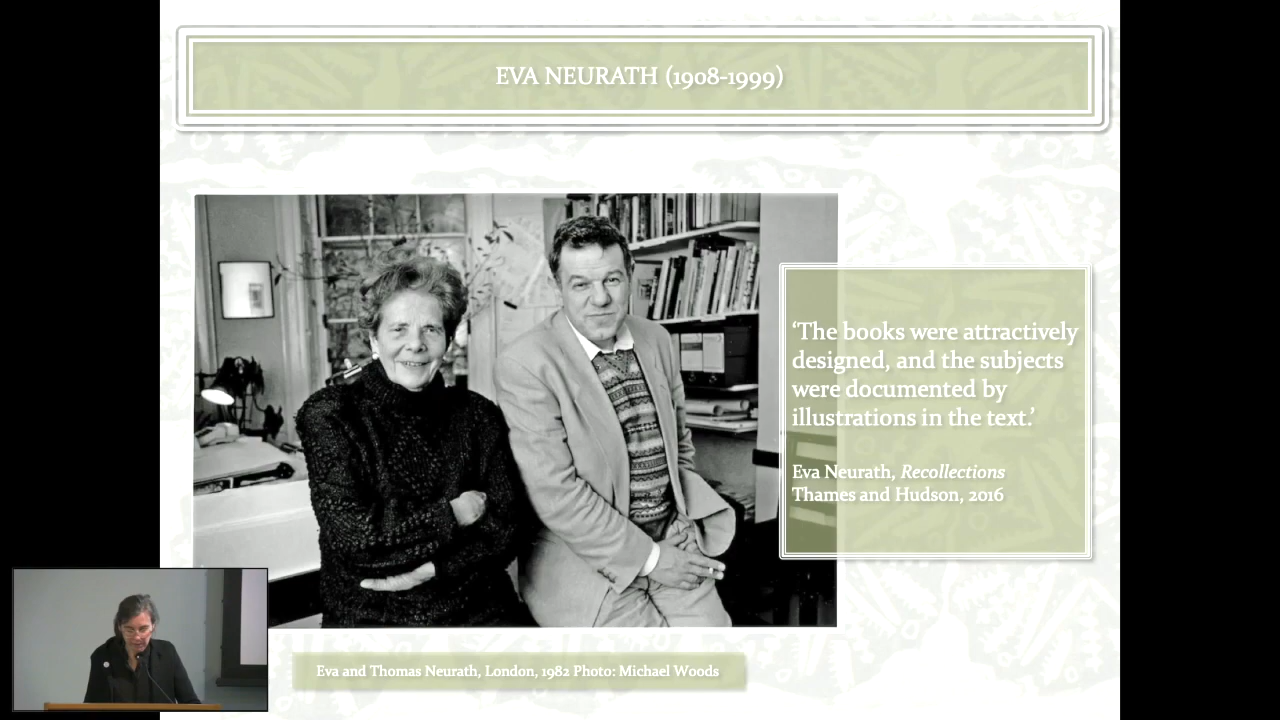 EVA NEURATH (1908-1999)
‘The books were attractively
designed, and the subjects
were documented by
illustrations in the text.’
Eva Neurath, Recollections
Thames and Hudson, 2016
Eva and Thomas Neurath, London, 1982 Photo: Michael Woods